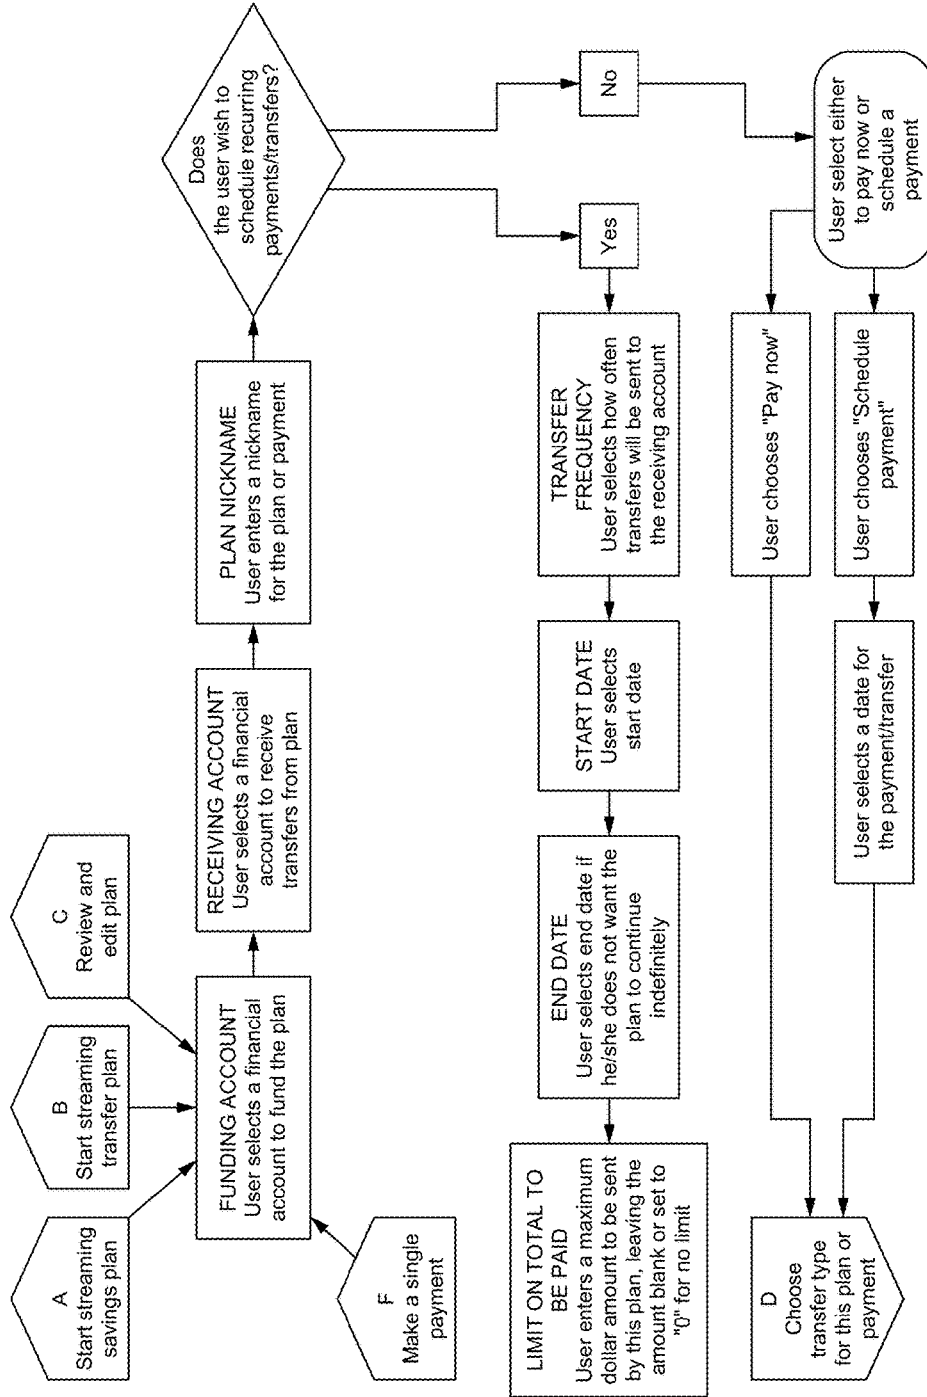 A
Start streaming
savings plan
B
Start streaming
transfer plan
C
Review and
edit plan
F
Make a single
payment
FUNDING ACCOUNT
User selects a financial
account to fund the plan
RECEIVING ACCOUNT
User selects a financial
account to receive
transfers from plan
PLAN NICKNAME
User enters a nickname
for the plan or payment
Does
the user wish to
schedule recurring
payments/transfers?
Yes
No
TRANSFER
FREQUENCY
User selects how often
transfers will be sent to
the receiving account
START DATE
User selects
start date
END DATE
User selects end date if
he/she does not want the
plan to continue
indefinitely
LIMIT ON TOTAL TO
BE PAID
User enters a maximum
dollar amount to be sent
by this plan, leaving the
amount blank or set to
"0" for no limit
User select either
to pay now or
schedule a
payment
User chooses "Pay now"
User chooses "Schedule
payment"
User selects a date for
the payment/transfer
D
Choose
transfer type
for this plan or
payment